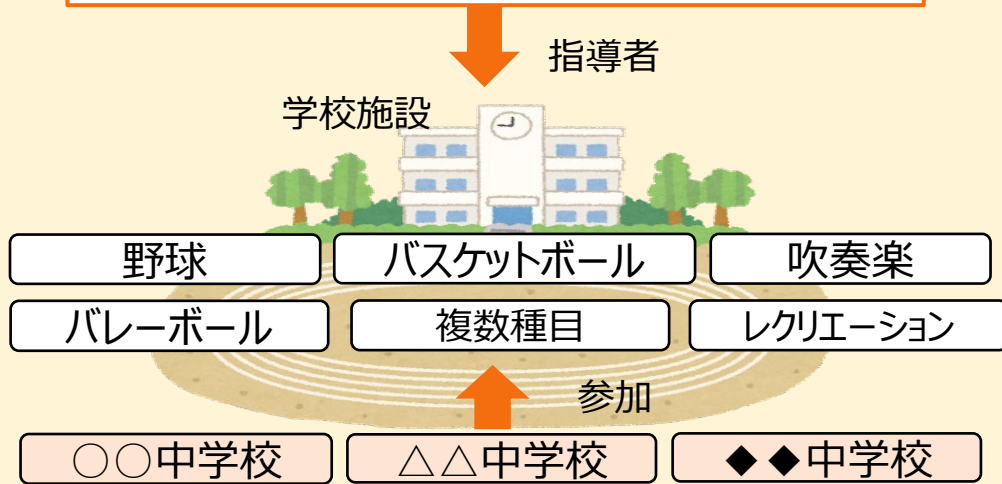 指導者
学校施設
野球
バスケットボール
吹奏楽
バレーボール
複数種目
レクリエーション
参加
○○中学校
△△中学校
◆◆中学校